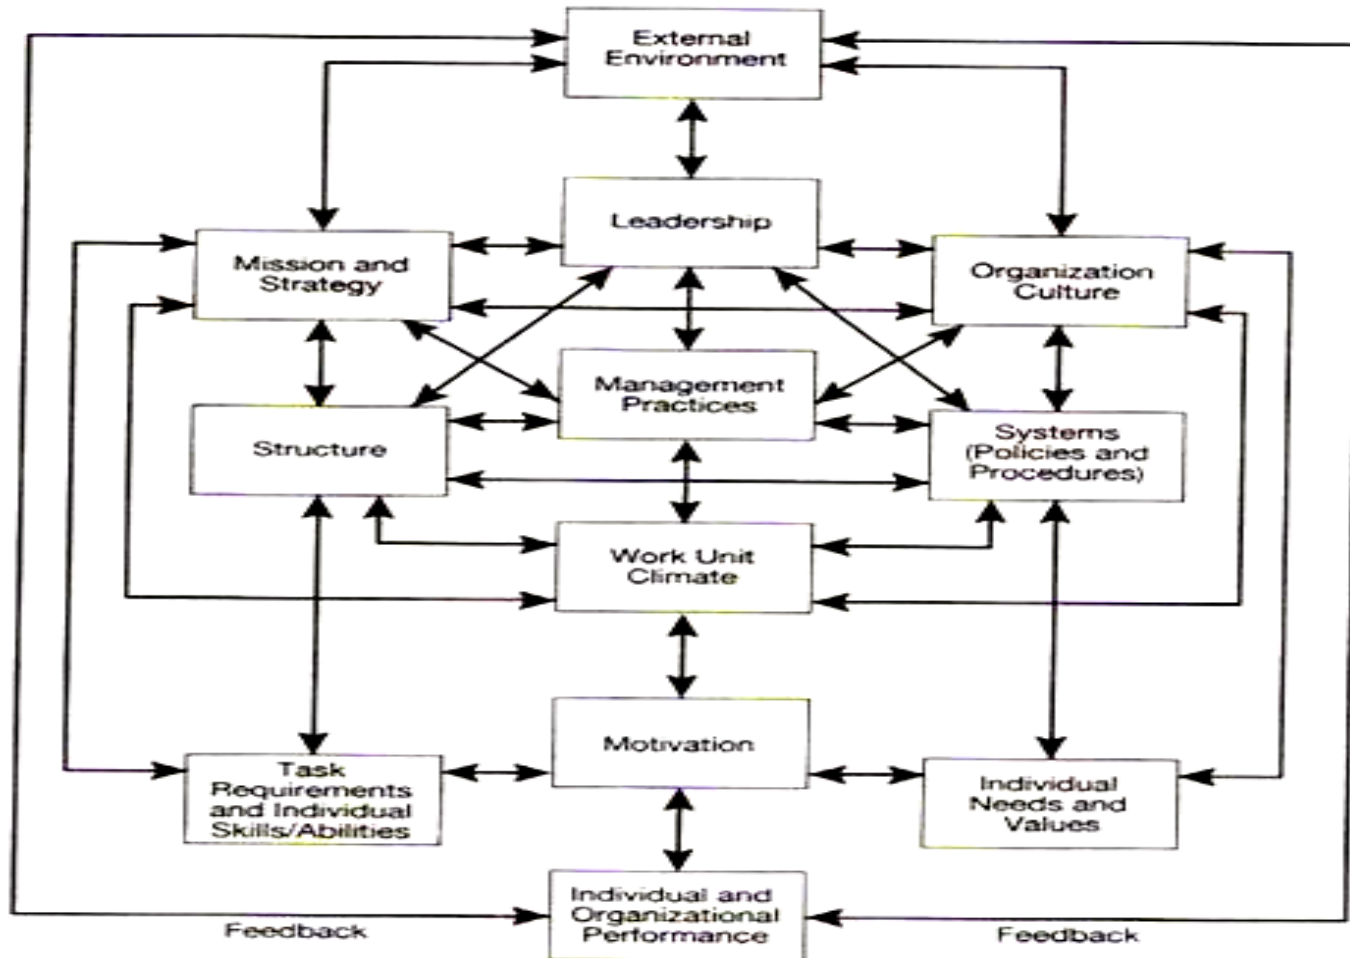 External
Environment
Leadership
Mission and
Strategy
Organization
Culture
Management
Practices
Structure
Systems
(Policies and
Procedures)
Work Unit
Climate
Motivation
Task
Requirements
and Individual
Skills/Abilities
Individual
Needs and
Values
Individual and
Organizational
Performance
Feedback
Feedback